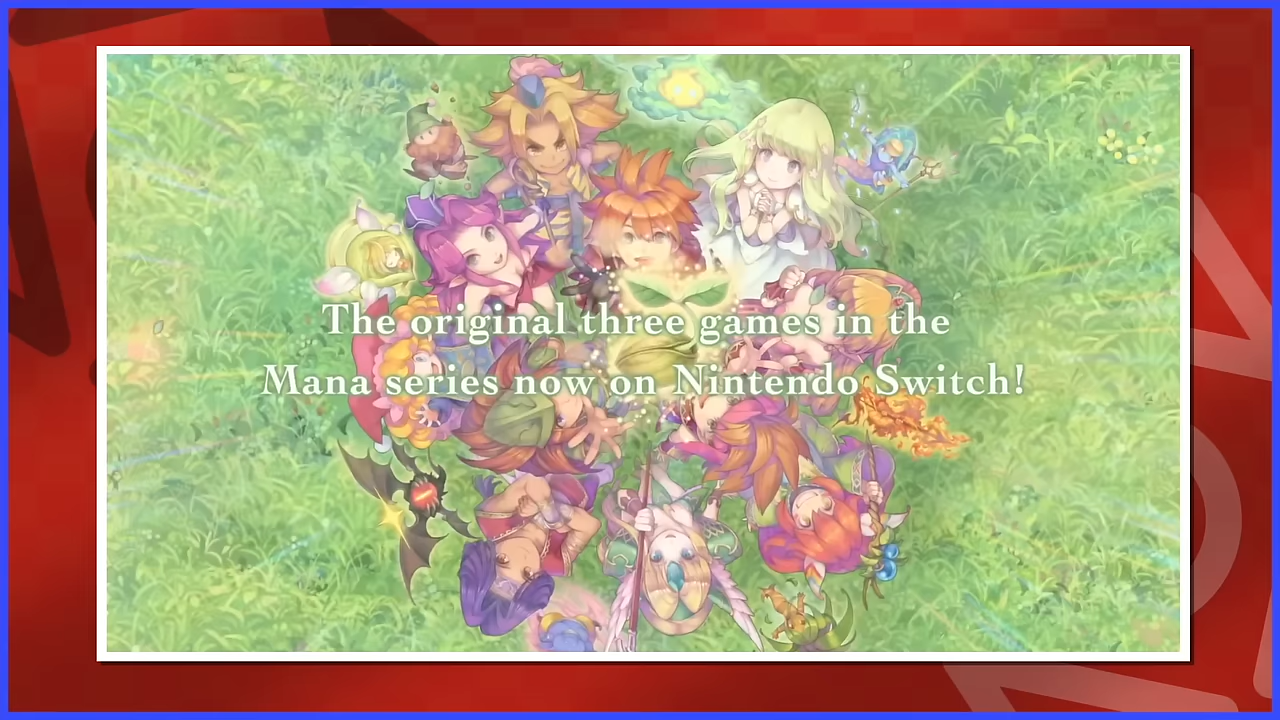 The original three games in the
Mana series now on Nintendo Switch!